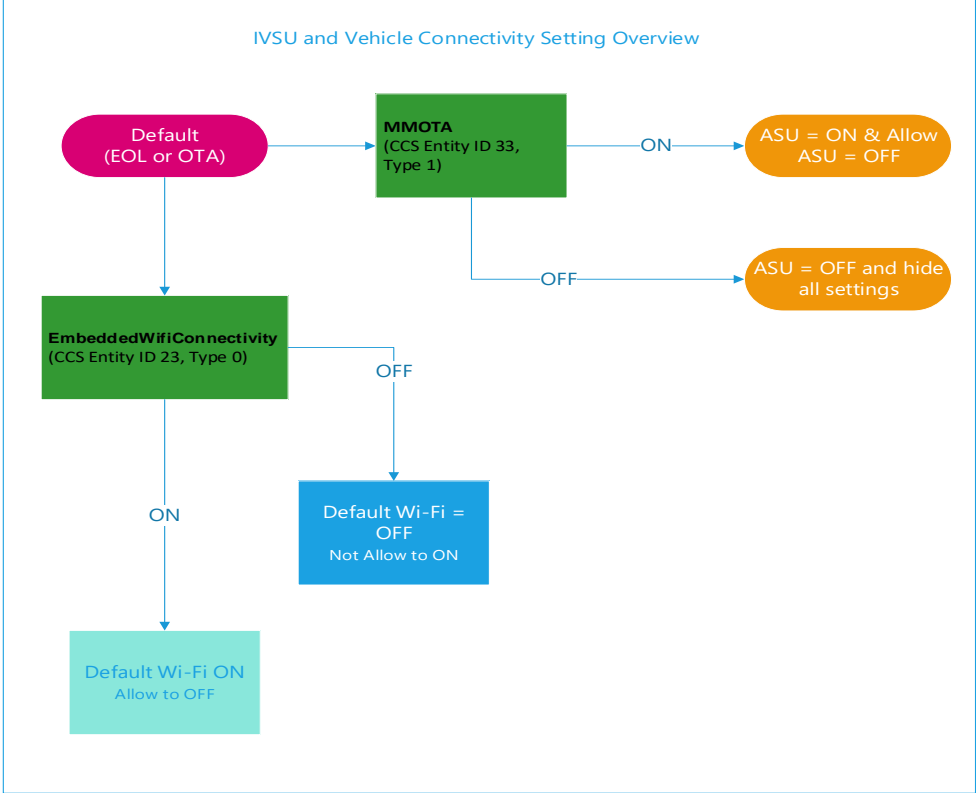 IVSU and Vehicle Connectivity Setting Overview
Default
(EOL or OTA)
MMOTA
(CCS Entity ID 33,
Type 1)
ON
ASU = ON & Allow
ASU = OFF
OFF
ASU = OFF and hide
all settings
EmbeddedWifiConnectivity
(CCS Entity ID 23, Type 0)
OFF
ON
Default Wi-Fi =
OFF
Not Allow to ON
Default Wi-Fi ON
Allow to OFF